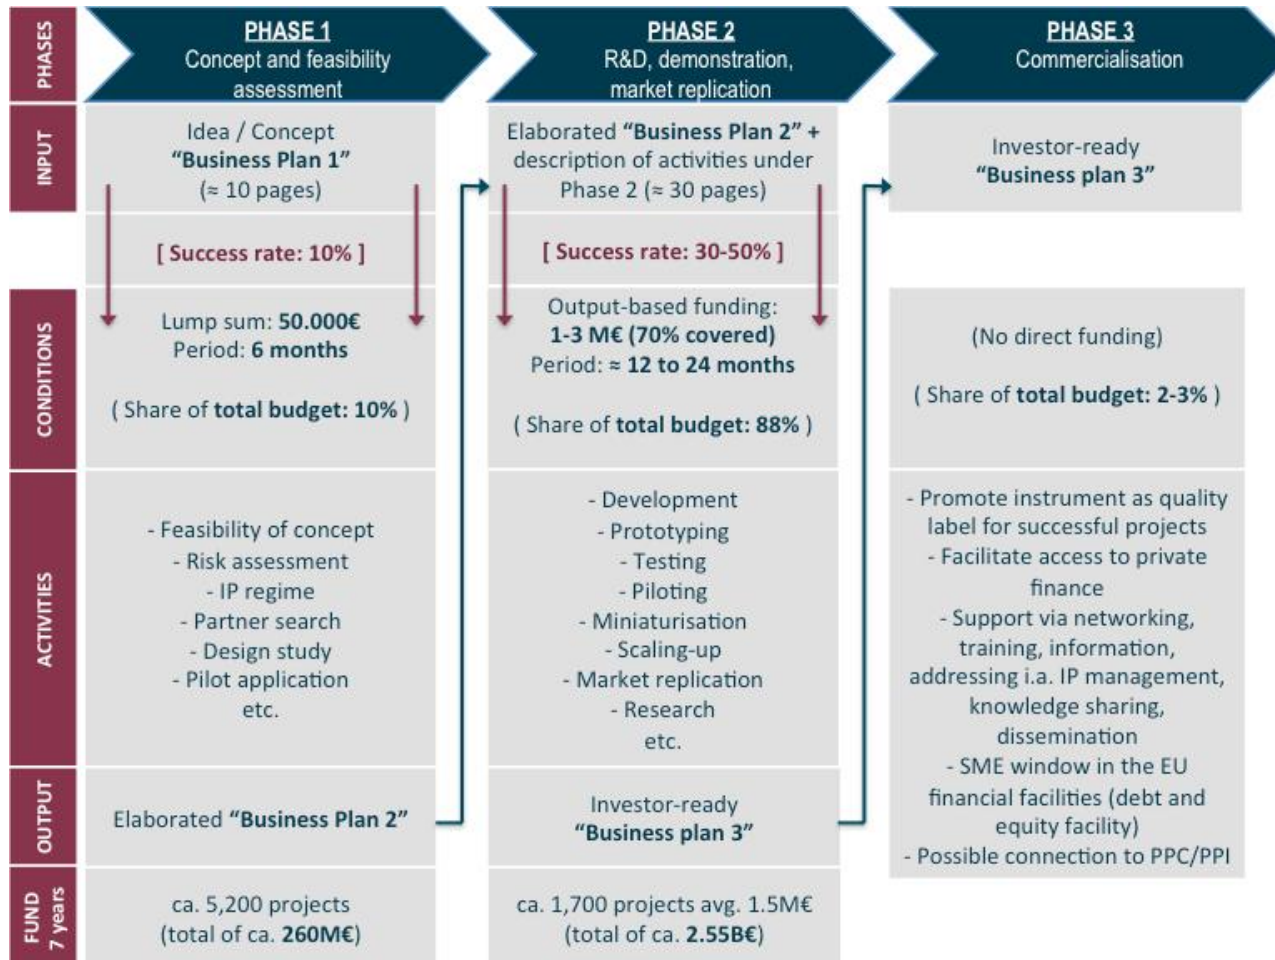 PHASES
PHASE 1
Concept and feasibility
assessment
PHASE 2
R&D, demonstration,
market replication
PHASE 3
Commercialisation
INPUT
Idea / Concept
“Business Plan 1”
(≈ 10 pages)
Elaborated “Business Plan 2” +
description of activities under
Phase 2 (≈ 30 pages)
Investor-ready
“Business plan 3”
[ Success rate: 10% ]
[ Success rate: 30-50% ]
CONDITIONS
Lump sum: 50.000€
Period: 6 months
( Share of total budget: 10% )
Output-based funding:
1-3 M€ (70% covered)
Period: ≈ 12 to 24 months
( Share of total budget: 88% )
(No direct funding)
( Share of total budget: 2-3% )
ACTIVITIES
- Feasibility of concept
- Risk assessment
- IP regime
- Partner search
- Design study
- Pilot application
etc.
- Development
- Prototyping
- Testing
- Piloting
- Miniaturisation
- Scaling-up
- Market replication
- Research
etc.
- Promote instrument as quality
label for successful projects
- Facilitate access to private
finance
- Support via networking,
training, information,
addressing i.a. IP management,
knowledge sharing,
dissemination
- SME window in the EU
financial facilities (debt and
equity facility)
- Possible connection to PPC/PPI
OUTPUT
Elaborated “Business Plan 2”
Investor-ready
“Business plan 3”
FUND
7 years
ca. 5,200 projects
(total of ca. 260M€)
ca. 1,700 projects avg. 1.5M€
(total of ca. 2.55B€)